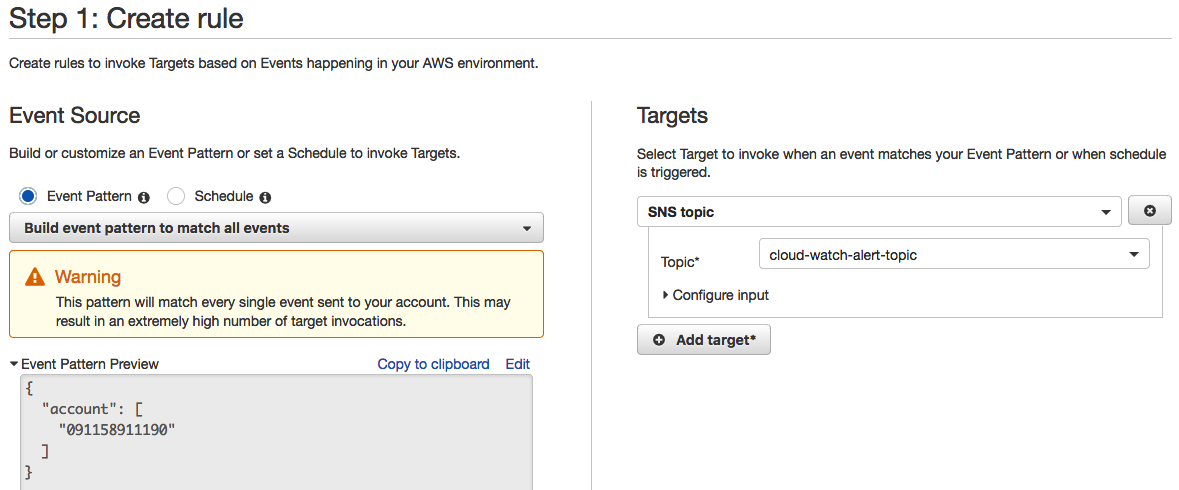 Step 1: Create rule
Create rules to invoke Targets based on Events happening in your AWS environment.
Event Source
Build or customize an Event Pattern or set a Schedule to invoke Targets.
Event Pattern Schedule
Build event pattern to match all events
Warning
This pattern will match every single event sent to your account. This may
result in an extremely high number of target invocations.
Event Pattern Preview Copy to clipboard Edit
{
"account": [
"091158911190"
]
}
Targets
Select Target to invoke when an event matches your Event Pattern or when schedule
is triggered.
SNS topic
Topic* cloud-watch-alert-topic
Configure input
Add target*